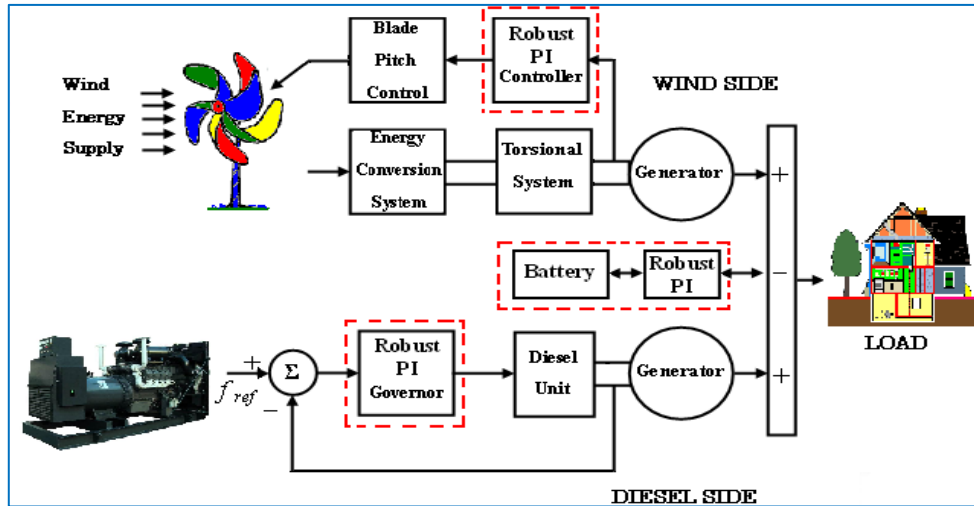 Blade
Pitch
Control
Robust
PI
Controller
WIND SIDE
Wind
Energy
Supply
Energy
Conversion
System
Torsional
System
Generator
+
Battery
Robust
PI
−
LOAD
+
f ref
−
Σ
Robust
PI
Governor
Diesel
Unit
Generator
+
DIESEL SIDE